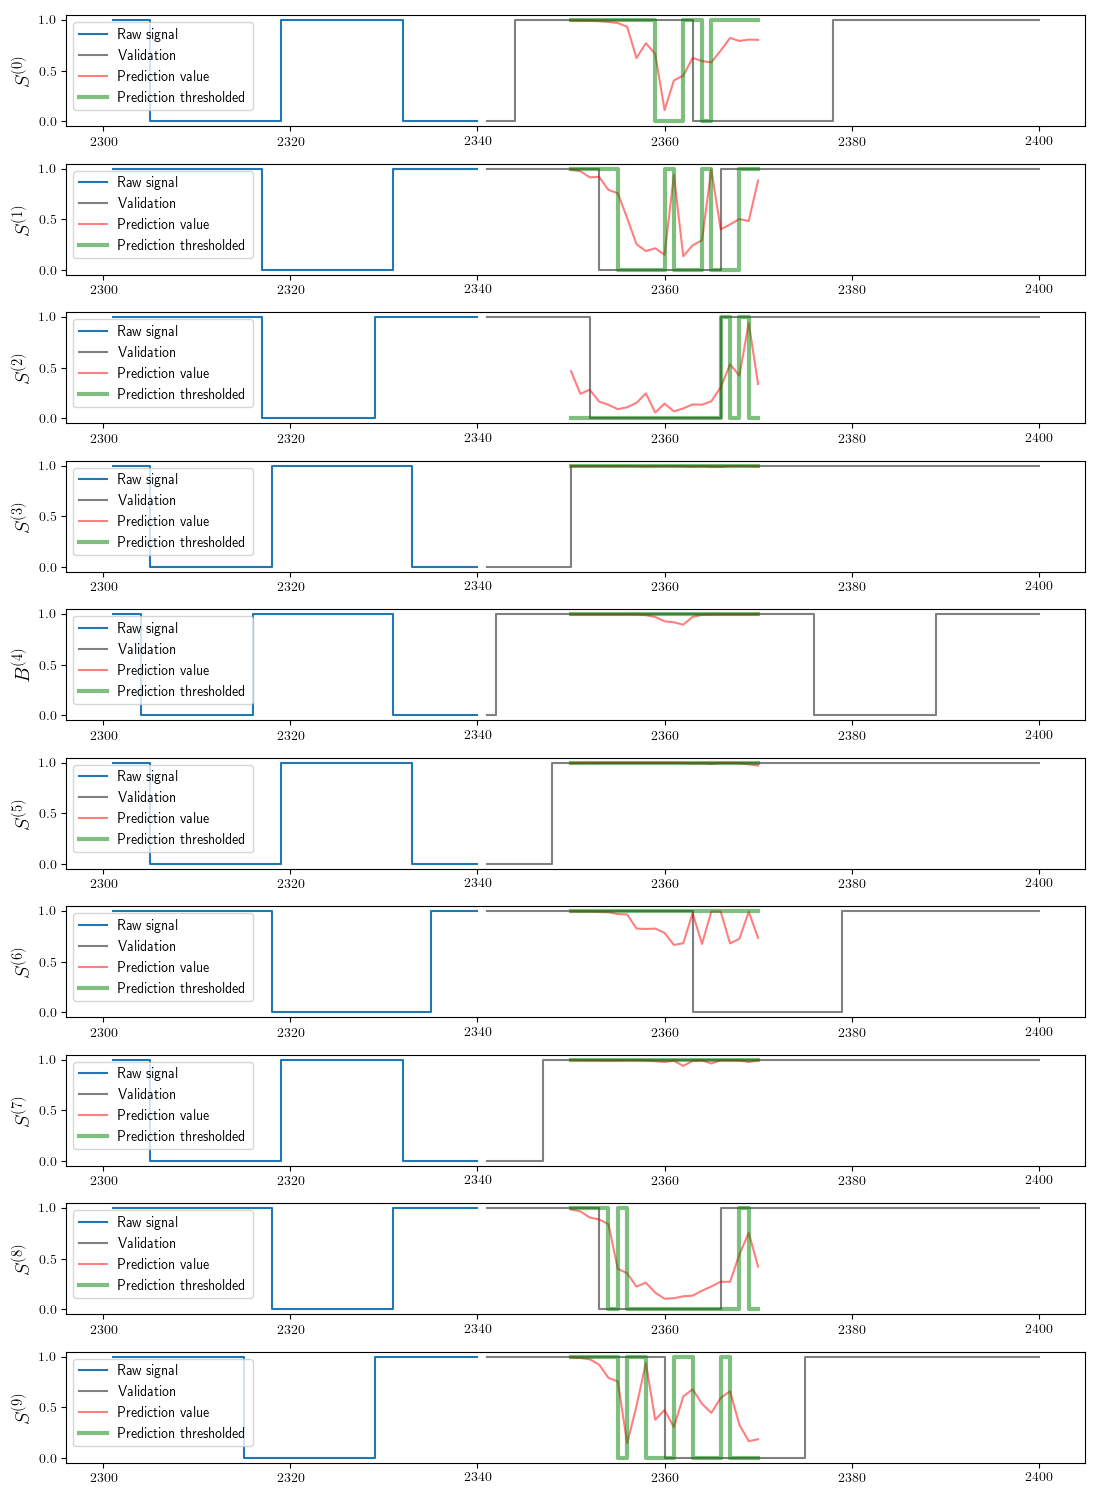 1.0
0.5
0.0
S^(0)
Raw signal
Validation
Prediction value
Prediction thresholded
2300 2320 2340 2360 2380 2400
1.0
0.5
0.0
S^(1)
Raw signal
Validation
Prediction value
Prediction thresholded
2300 2320 2340 2360 2380 2400
1.0
0.5
0.0
S^(2)
Raw signal
Validation
Prediction value
Prediction thresholded
2300 2320 2340 2360 2380 2400
1.0
0.5
0.0
S^(3)
Raw signal
Validation
Prediction value
Prediction thresholded
2300 2320 2340 2360 2380 2400
1.0
0.5
0.0
B^(4)
Raw signal
Validation
Prediction value
Prediction thresholded
2300 2320 2340 2360 2380 2400
1.0
0.5
0.0
S^(5)
Raw signal
Validation
Prediction value
Prediction thresholded
2300 2320 2340 2360 2380 2400
1.0
0.5
0.0
S^(6)
Raw signal
Validation
Prediction value
Prediction thresholded
2300 2320 2340 2360 2380 2400
1.0
0.5
0.0
S^(7)
Raw signal
Validation
Prediction value
Prediction thresholded
2300 2320 2340 2360 2380 2400
1.0
0.5
0.0
S^(8)
Raw signal
Validation
Prediction value
Prediction thresholded
2300 2320 2340 2360 2380 2400
1.0
0.5
0.0
S^(9)
Raw signal
Validation
Prediction value
Prediction thresholded
2300 2320 2340 2360 2380 2400